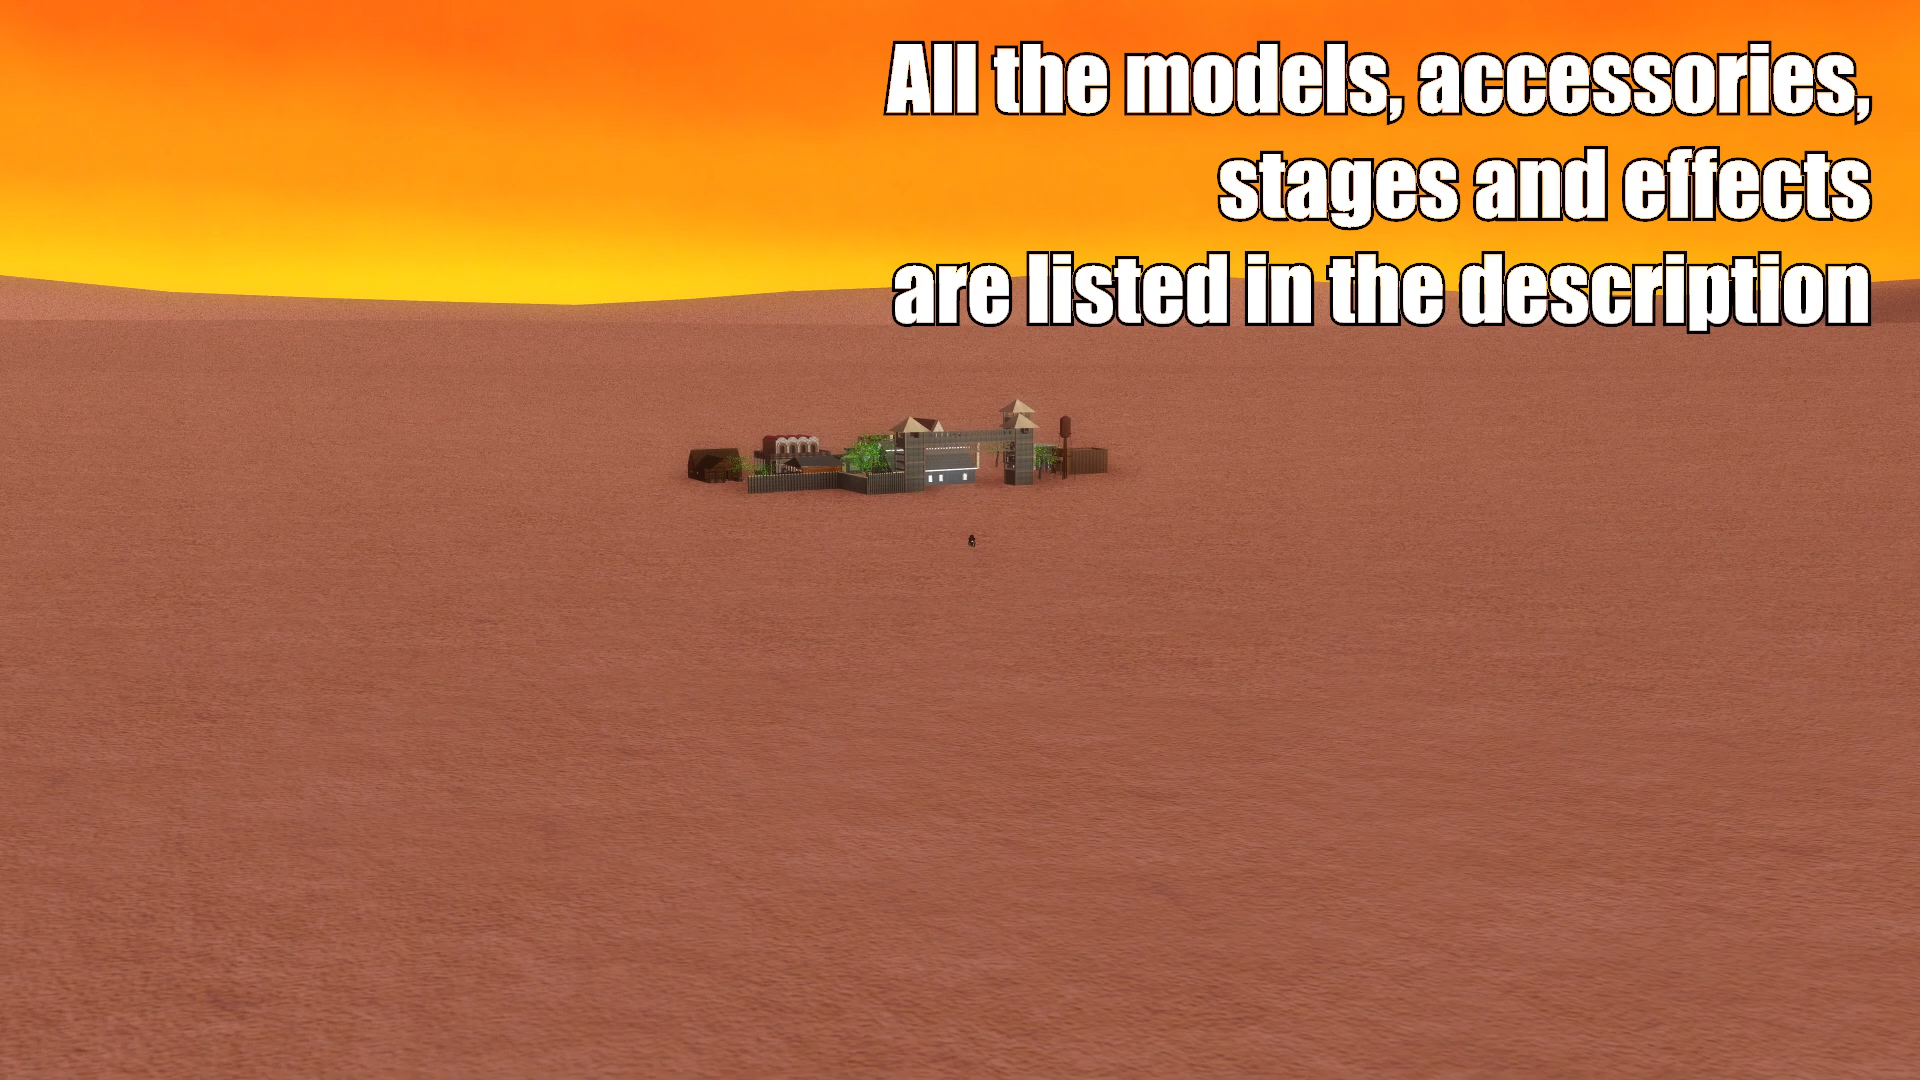 All the models, accessories,
stages and effects
are listed in the description